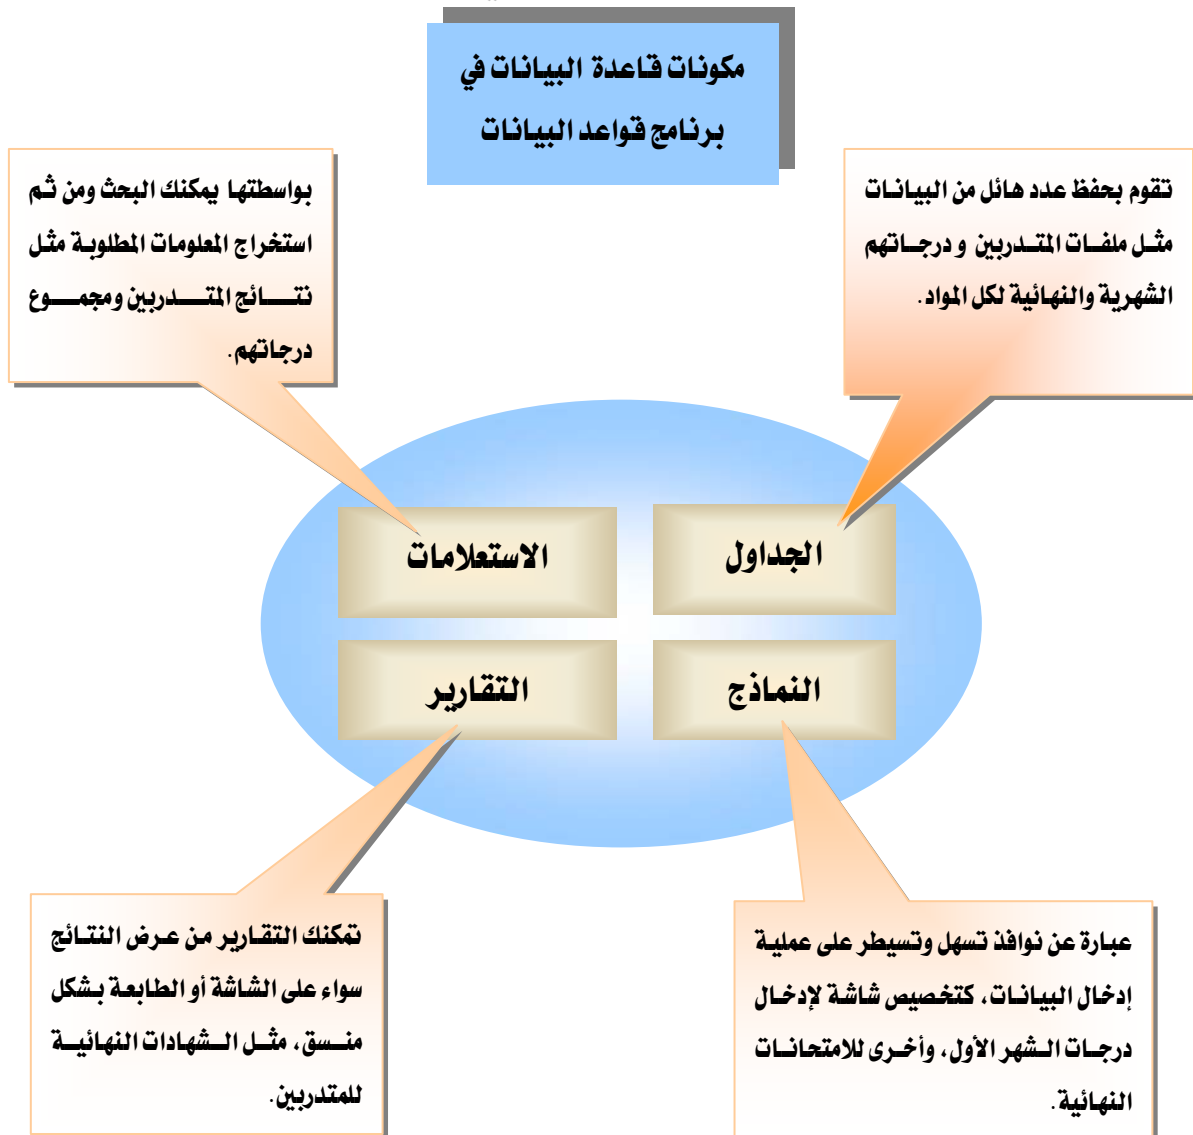 مكونات قاعدة البيانات في
برنامج قواعد البيانات
تقوم بحفظ عدد هائل من البيانات
مثل ملفات المتدربين و درجاتهم
الشهرية والنهائية لكل المواد.
بواسطتها يمكنك البحث ومن ثم
استخراج المعلومات المطلوبة مثل
نتائج المتدربين ومجموع
درجاتهم.
الجداول
الاستعلامات
النماذج
التقارير
عبارة عن نوافذ تسهل وتسيطر على عملية
إدخال البيانات، كتخصيص شاشة لإدخال
درجات الشهر الأول، وأخرى للامتحانات
النهائية.
تمكنك التقارير من عرض النتائج
سواء على الشاشة أو الطابعة بشكل
منسق، مثل الشهادات النهائية
للمتدربين.